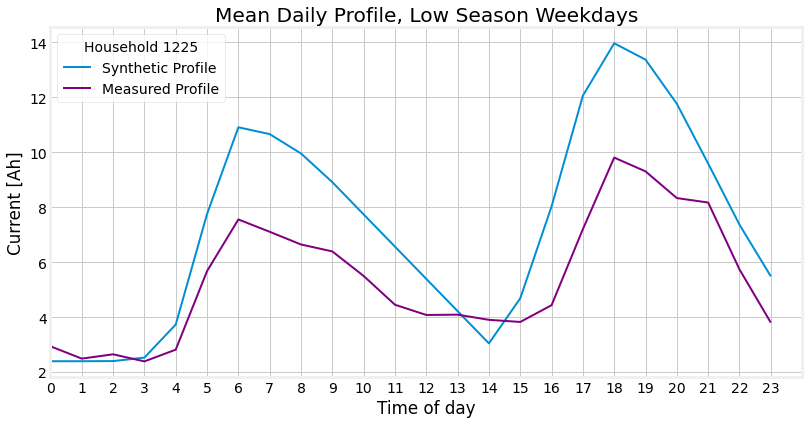 Mean Daily Profile, Low Season Weekdays
Household 1225
Synthetic Profile
Measured Profile
Current [Ah]
14
12
10
8
6
4
2
0 1 2 3 4 5 6 7 8 9 10 11 12 13 14 15 16 17 18 19 20 21 22 23
Time of day